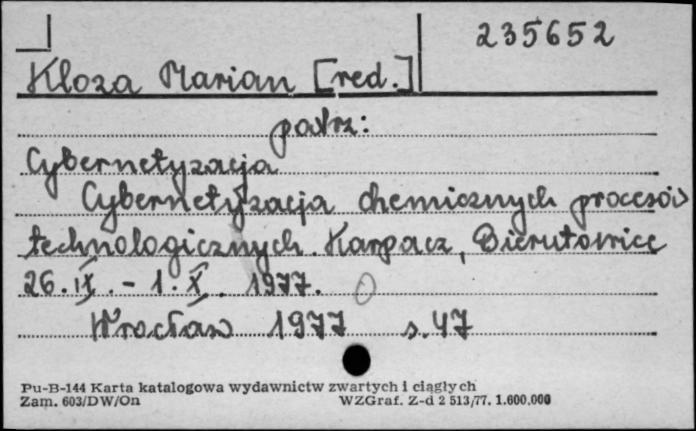 235652
Kloza Marian [red.]
patrz:
Cybernetyzacja
Cybernetyzacja chemicznych procesów
technologicznych. Karpacz, Bierutowice
26.IX. - 1.X. 1977.
Wrocław 1977 s. 47
Pu-B-144 Karta katalogowa wydawnictw zwartych i ciągłych
Zam. 603/DW/On WZGraf. Z-d 2 513/77. 1.600.000